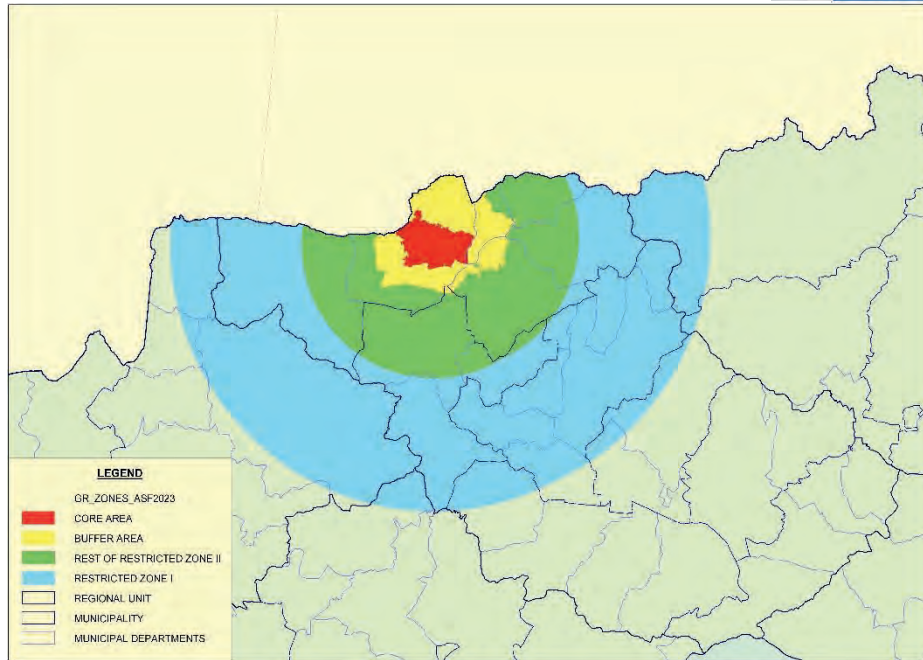 LEGEND
GR_ZONES_ASF2023
CORE AREA
BUFFER AREA
REST OF RESTRICTED ZONE II
RESTRICTED ZONE I
REGIONAL UNIT
MUNICIPALITY
MUNICIPAL DEPARTMENTS